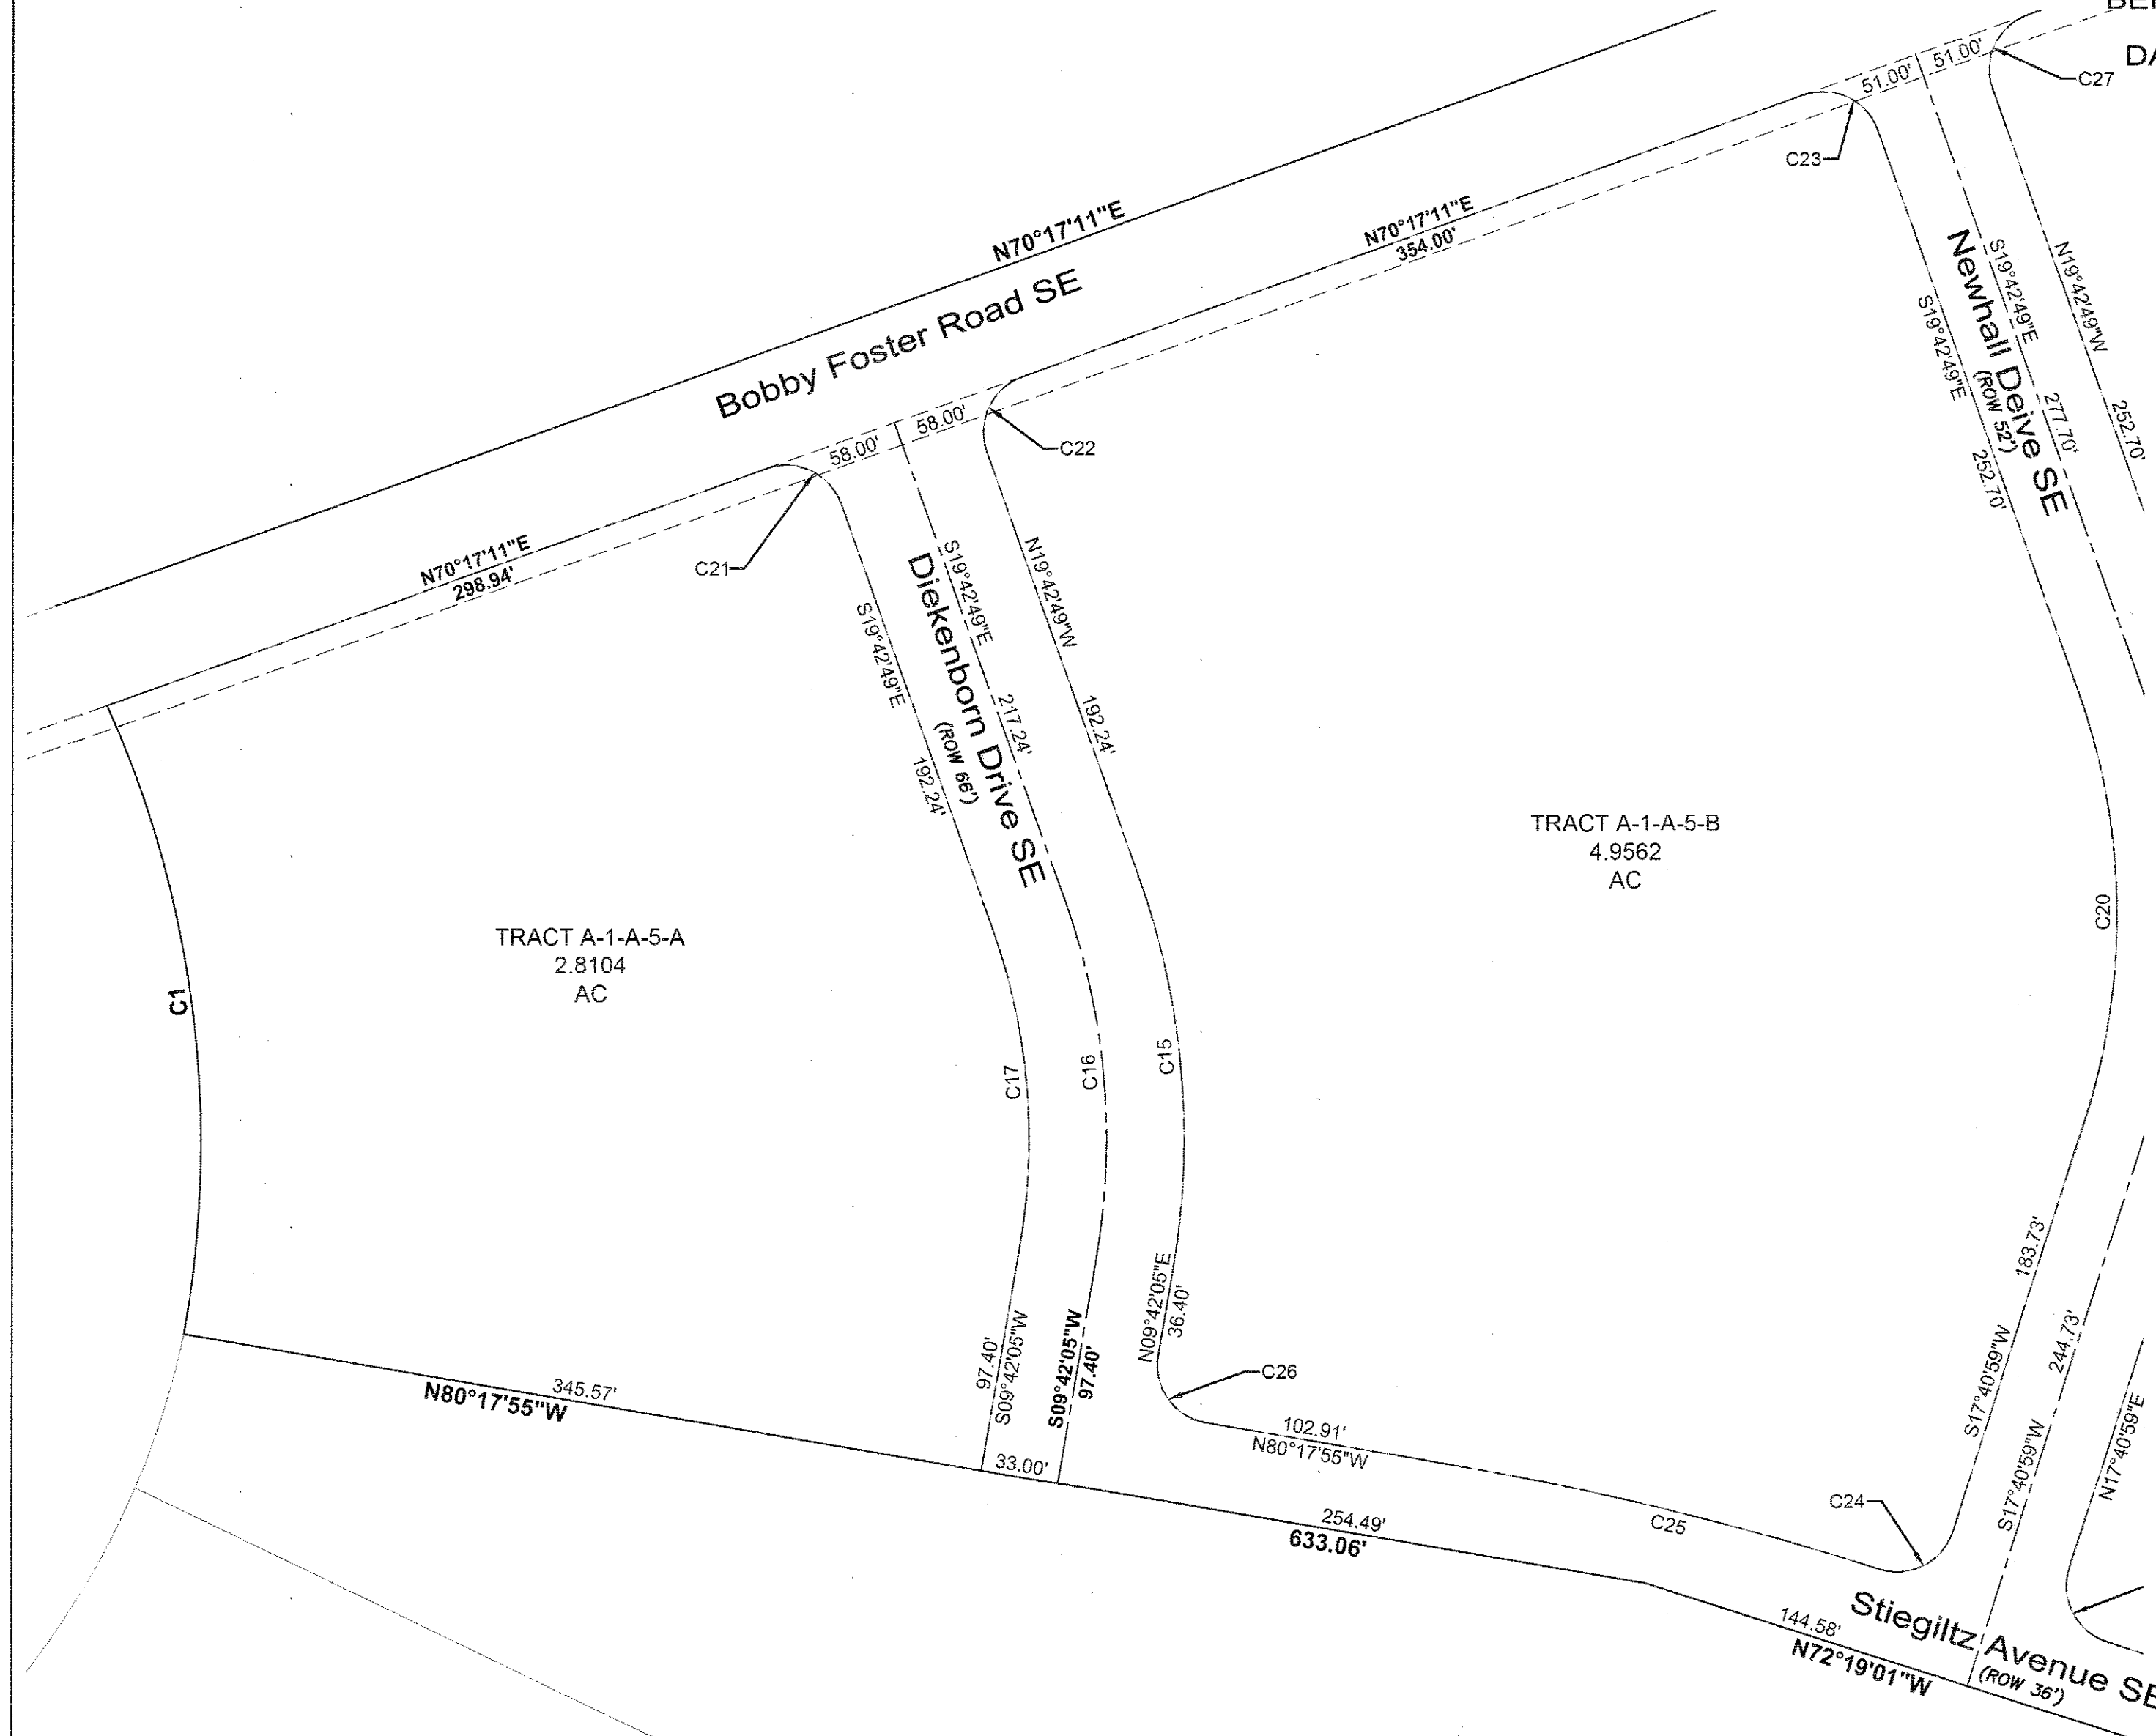 DA
51.00'
51.00'
C27
C23
N70°17'11"E
N70°17'11"E
354.00'
Bobby Foster Road SE
Newhall Deive SE
(ROW 52')
S19°42'49"E
277.70'
S19°42'49"E
252.70'
N19°42'49"W
252.70'
58.00'
58.00'
C22
C21
N70°17'11"E
298.94'
Diekenborn Drive SE
(ROW 66')
S19°42'49"E
217.24'
S19°42'49"E
192.24'
N19°42'49"W
192.24'
TRACT A-1-A-5-B
4.9562
AC
TRACT A-1-A-5-A
2.8104
AC
C1
C17
C16
C15
C20
97.40'
S09°42'05"W
S09°42'05"W
97.40'
N09°42'05"E
36.40'
C26
183.73'
S17°40'59"W
244.73'
S17°40'59"W
N17°40'59"E
345.57'
N80°17'55"W
33.00'
102.91'
N80°17'55"W
254.49'
633.06'
C25
C24
144.58'
N72°19'01"W
Stiegiltz Avenue SE
(ROW 36')